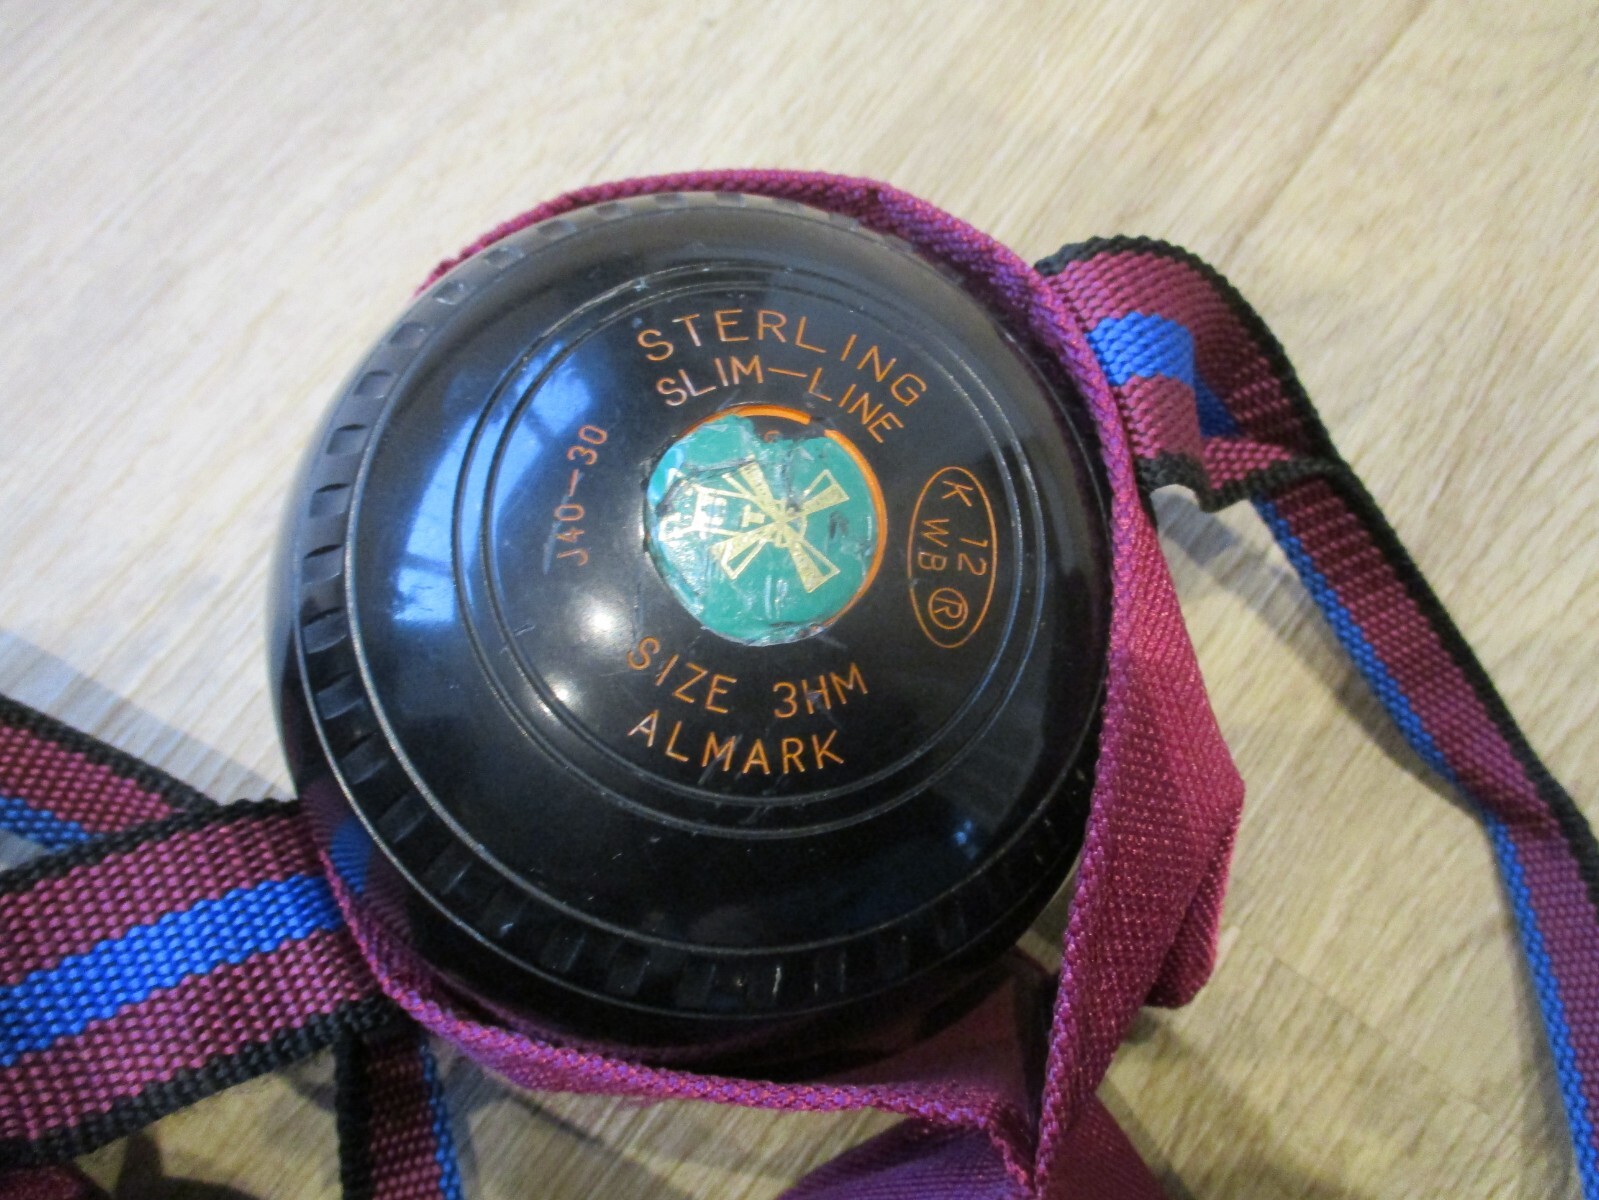 STERLING
SLIM—LINE
J40—30
K 12
WB R
SIZE 3HM
ALMARK